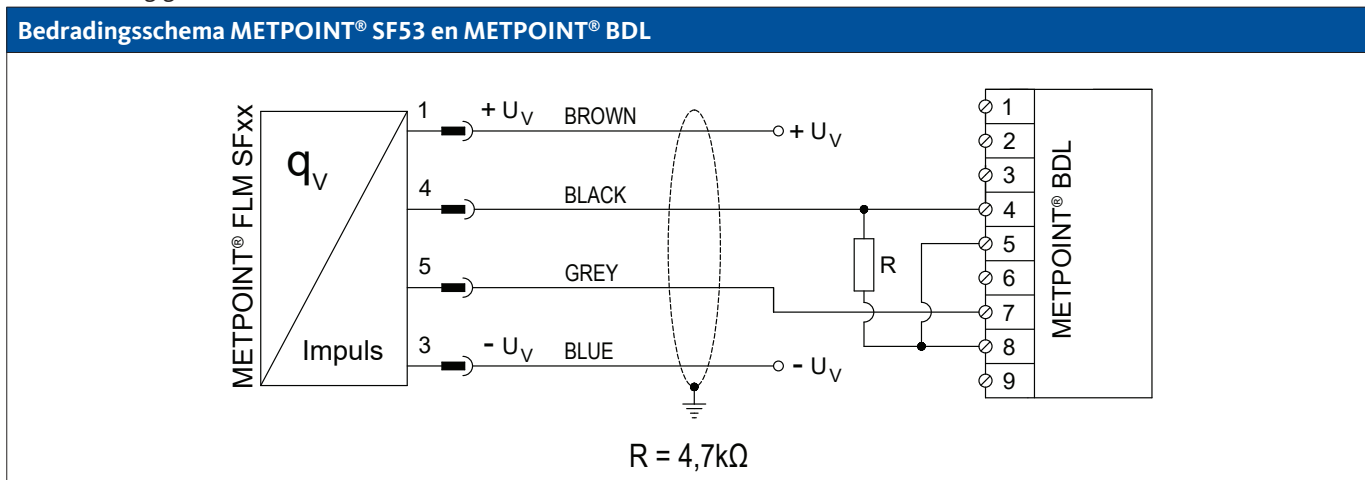 Bedradingsschema METPOINT® SF53 en METPOINT® BDL
METPOINT® FLM SFxx
qV
Impuls
1
+ UV
BROWN
+ UV
4
BLACK
5
GREY
3
- UV
BLUE
- UV
R
1
2
3
4
5
6
7
8
9
METPOINT® BDL
R = 4,7kΩ